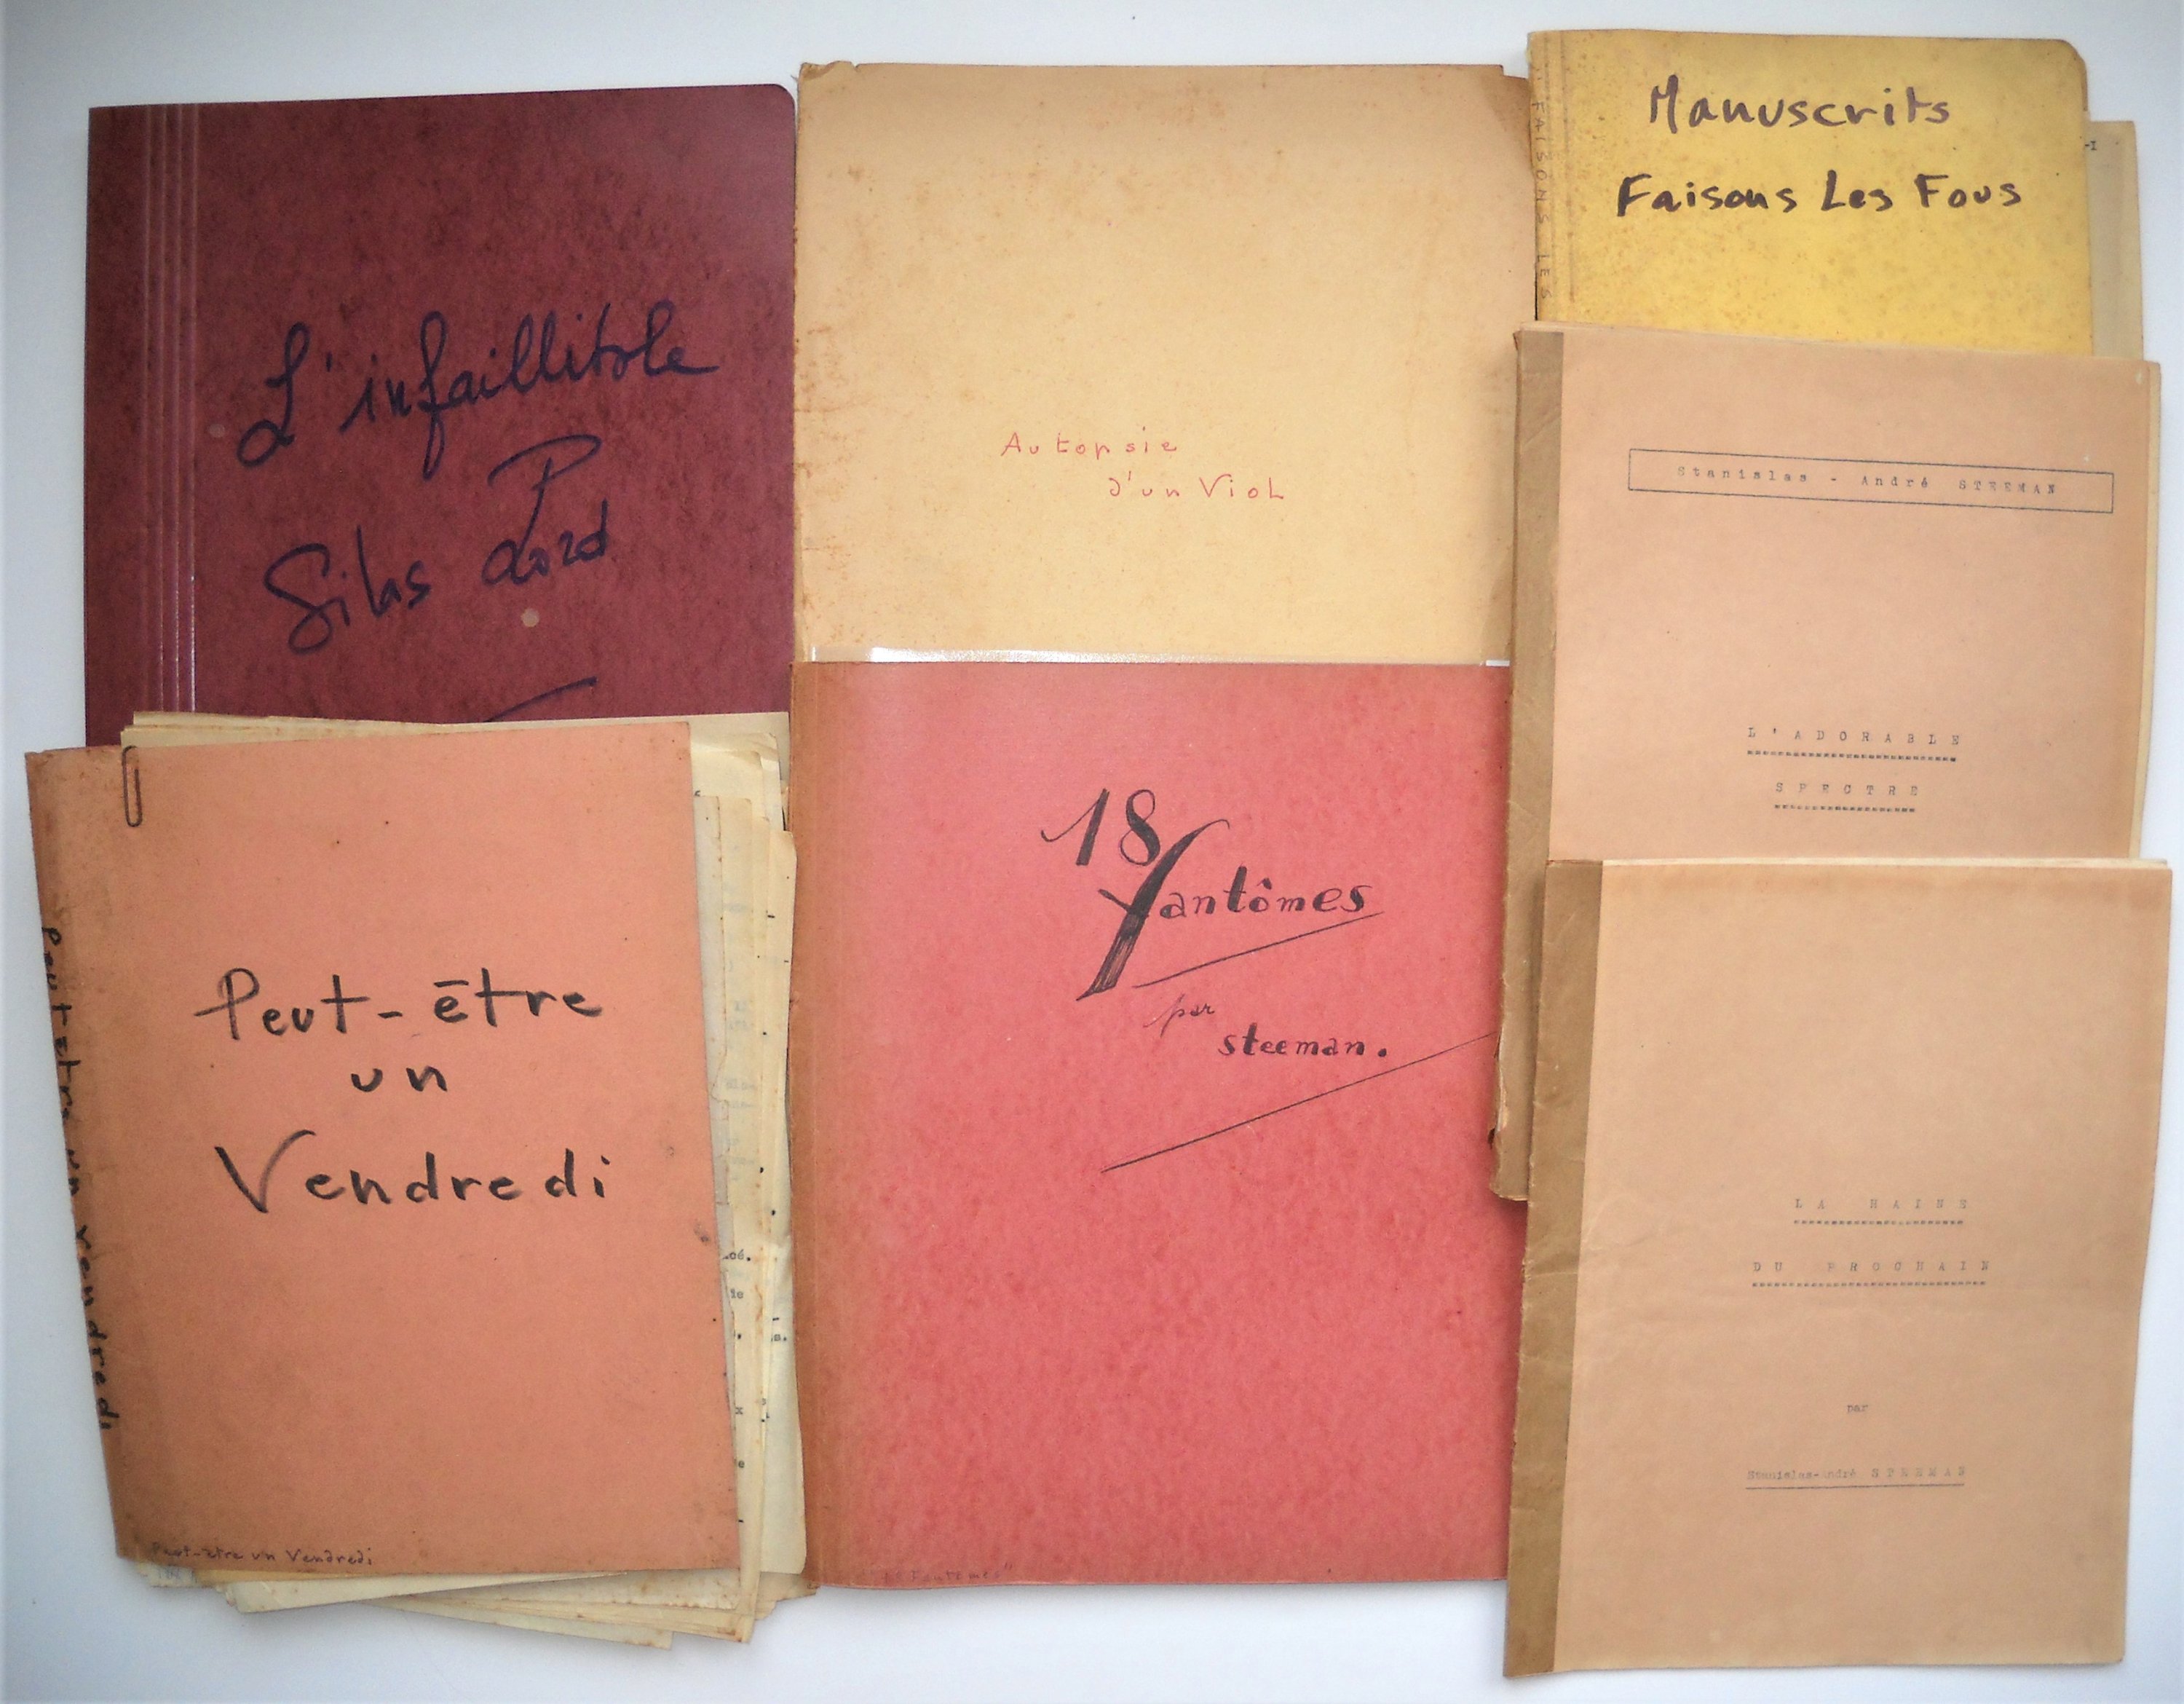 L'infaillible
Silas Lord
Autopsie
d'un Viol
Manuscrits
Faisons Les Fous
FAISONS LES
Stanislas - André STEEMAN
L'ADORABLE
SPECTRE
Peut-être
un
Vendredi
Peut Etre un Vendredi
Peut-être un Vendredi
18
Fantômes
par
steeman.
Fantômes"
LA HAINE
DU PROCHAIN
par
Stanislas-André STEEMAN